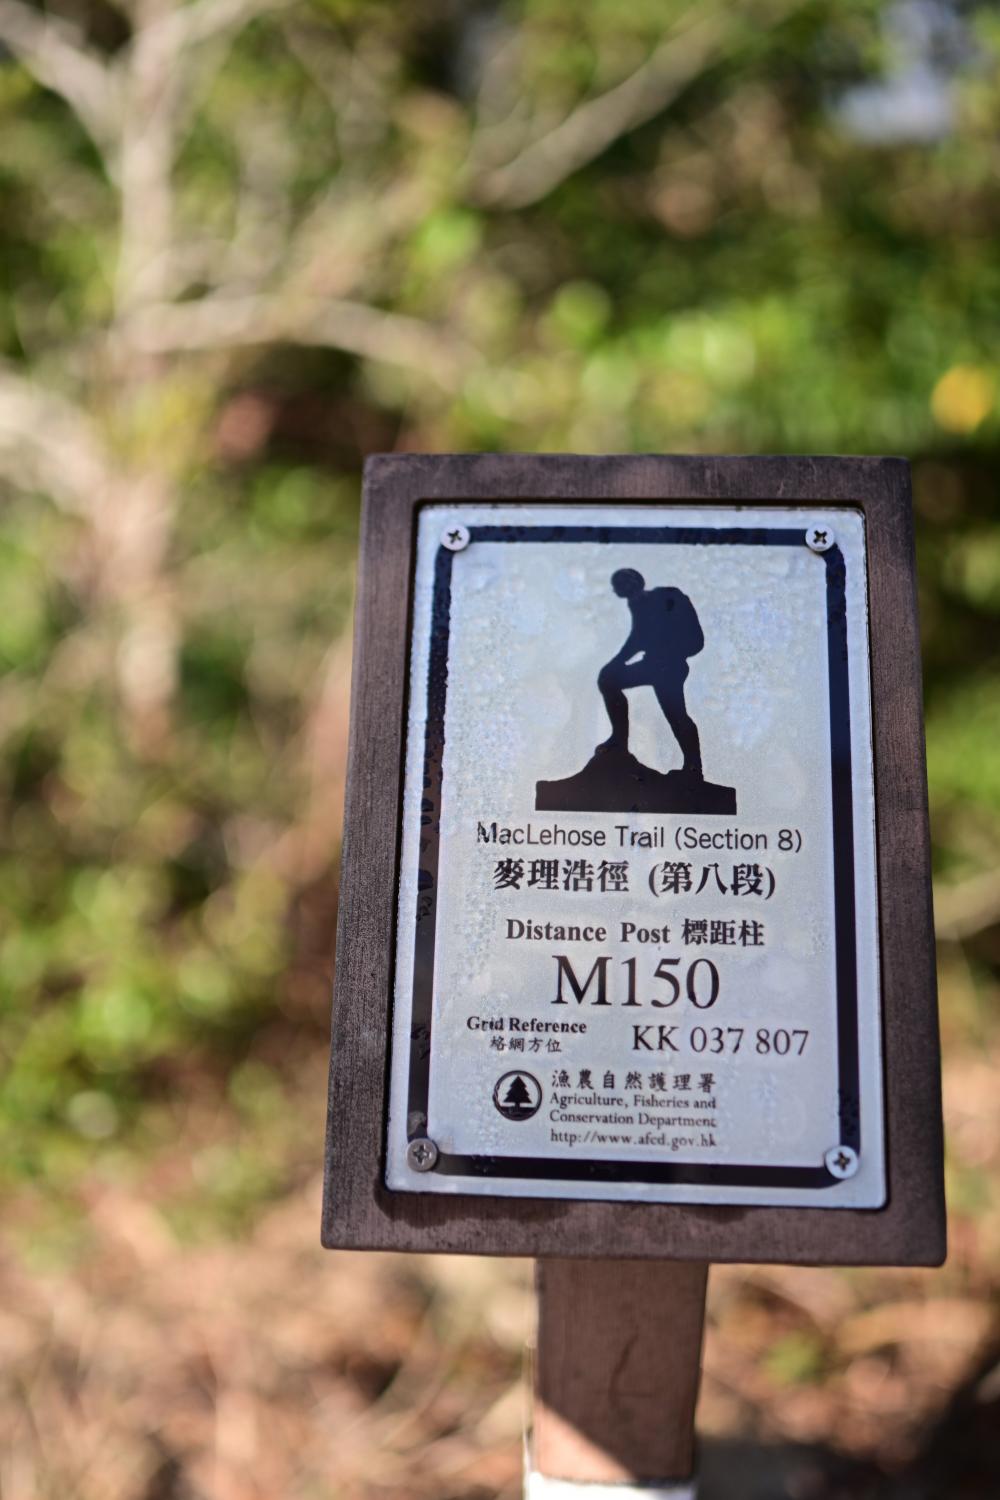 MacLehose Trail (Section 8)
麥理浩徑 (第八段)
Distance Post 標距柱
M150
Grid Reference KK 037 807
格網方位
漁農自然護理署
Agriculture, Fisheries and
Conservation Department
http://www.afcd.gov.hk